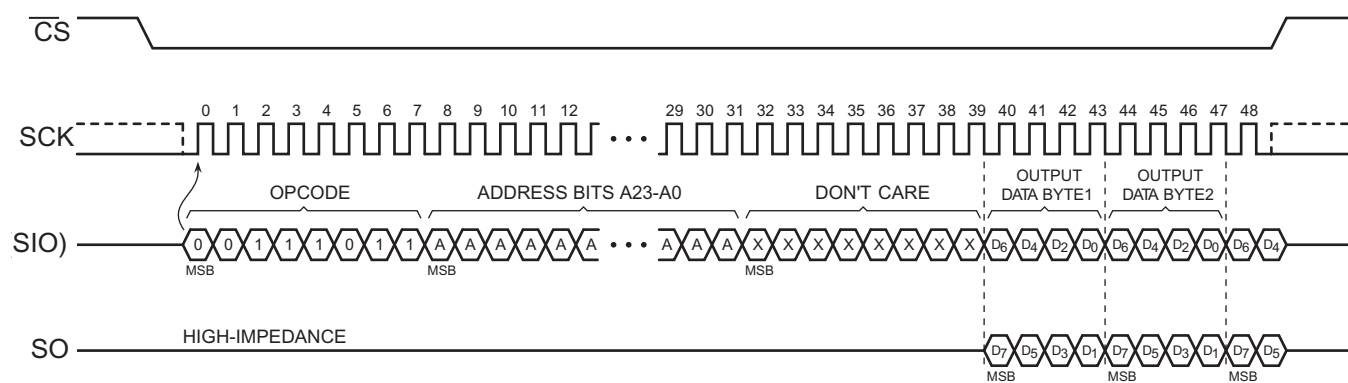 CS
0 1 2 3 4 5 6 7 8 9 10 11 12 29 30 31 32 33 34 35 36 37 38 39 40 41 42 43 44 45 46 47 48
SCK
OPCODE ADDRESS BITS A23-A0 DON'T CARE OUTPUT DATA BYTE1 OUTPUT DATA BYTE2
SIO) 0 0 1 1 1 0 1 1 A A A A A A A A A X X X X X X X X D6 D4 D2 D0 D6 D4 D2 D0 D6 D4
MSB MSB MSB
HIGH-IMPEDANCE
SO D7 D5 D3 D1 D7 D5 D3 D1 D7 D5
MSB MSB MSB